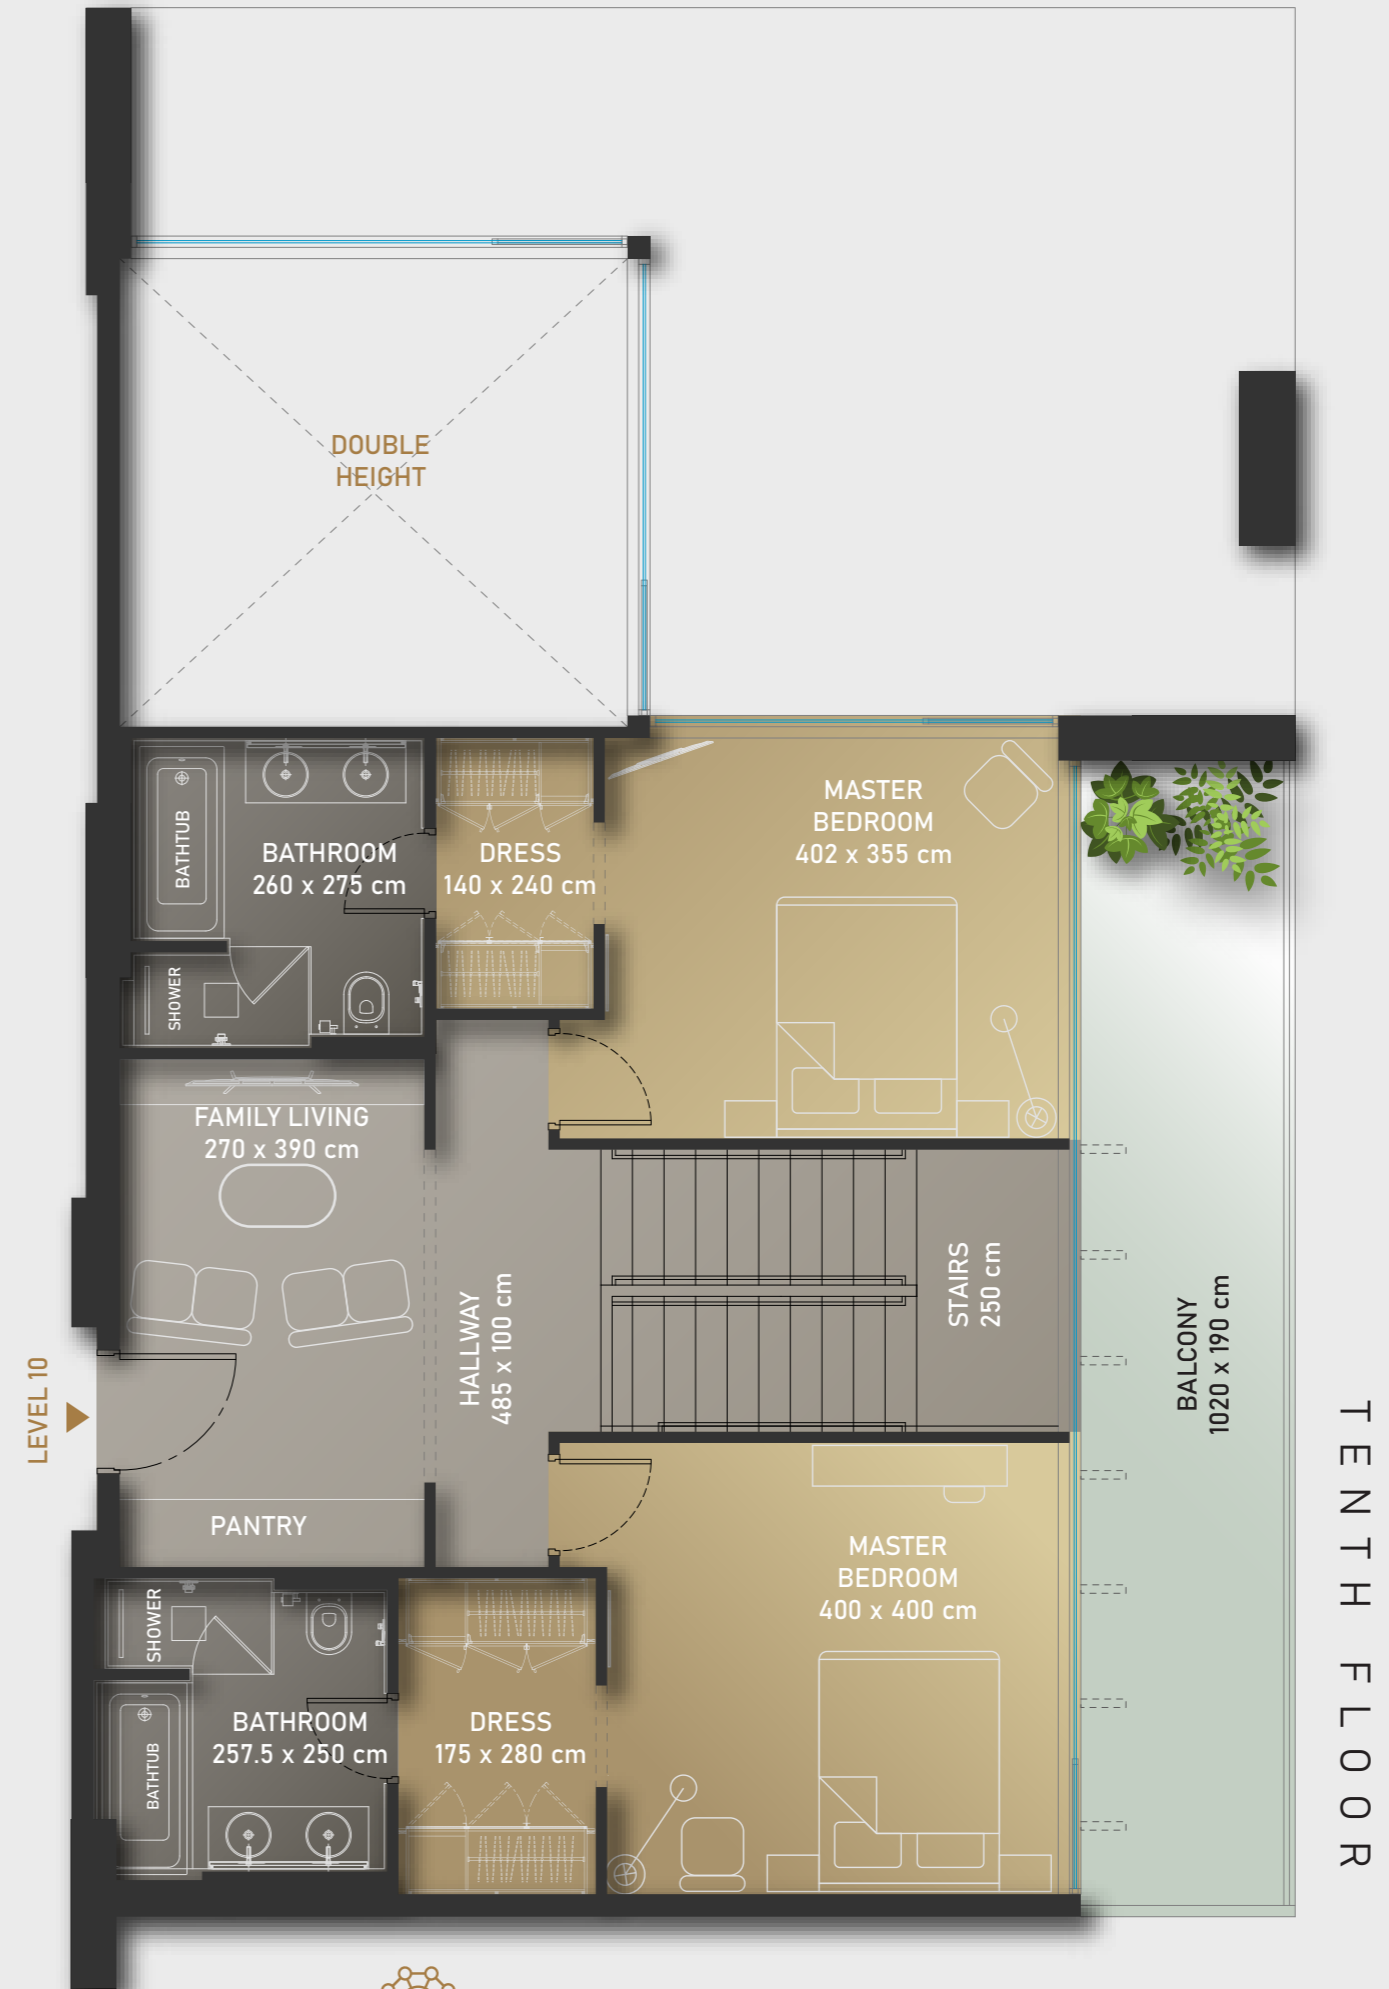 DOUBLE
HEIGHT
MASTER
BEDROOM
402 x 355 cm
BATHTUB
BATHROOM
260 x 275 cm
DRESS
140 x 240 cm
SHOWER
FAMILY LIVING
270 x 390 cm
HALLWAY
485 x 100 cm
STAIRS
250 cm
BALCONY
1020 x 190 cm
LEVEL 10
TENTH FLOOR
PANTRY
MASTER
BEDROOM
400 x 400 cm
SHOWER
BATHROOM
257.5 x 250 cm
DRESS
175 x 280 cm
BATHTUB